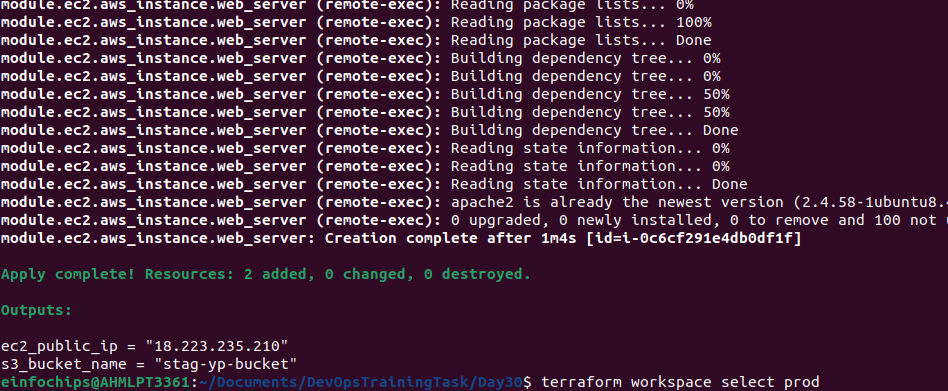 module.ec2.aws_instance.web_server (remote-exec): Reading package lists... 0%
module.ec2.aws_instance.web_server (remote-exec): Reading package lists... 100%
module.ec2.aws_instance.web_server (remote-exec): Reading package lists... Done
module.ec2.aws_instance.web_server (remote-exec): Building dependency tree... 0%
module.ec2.aws_instance.web_server (remote-exec): Building dependency tree... 0%
module.ec2.aws_instance.web_server (remote-exec): Building dependency tree... 50%
module.ec2.aws_instance.web_server (remote-exec): Building dependency tree... 50%
module.ec2.aws_instance.web_server (remote-exec): Building dependency tree... Done
module.ec2.aws_instance.web_server (remote-exec): Reading state information... 0%
module.ec2.aws_instance.web_server (remote-exec): Reading state information... 0%
module.ec2.aws_instance.web_server (remote-exec): Reading state information... Done
module.ec2.aws_instance.web_server (remote-exec): apache2 is already the newest version (2.4.58-1ubuntu8.
module.ec2.aws_instance.web_server (remote-exec): 0 upgraded, 0 newly installed, 0 to remove and 100 not
module.ec2.aws_instance.web_server: Creation complete after 1m4s [id=i-0c6cf291e4db0df1f]
Apply complete! Resources: 2 added, 0 changed, 0 destroyed.
Outputs:
ec2_public_ip = "18.223.235.210"
s3_bucket_name = "stag-yp-bucket"
einfochips@AHMLPT3361:~/Documents/DevOpsTrainingTask/Day30$ terraform workspace select prod